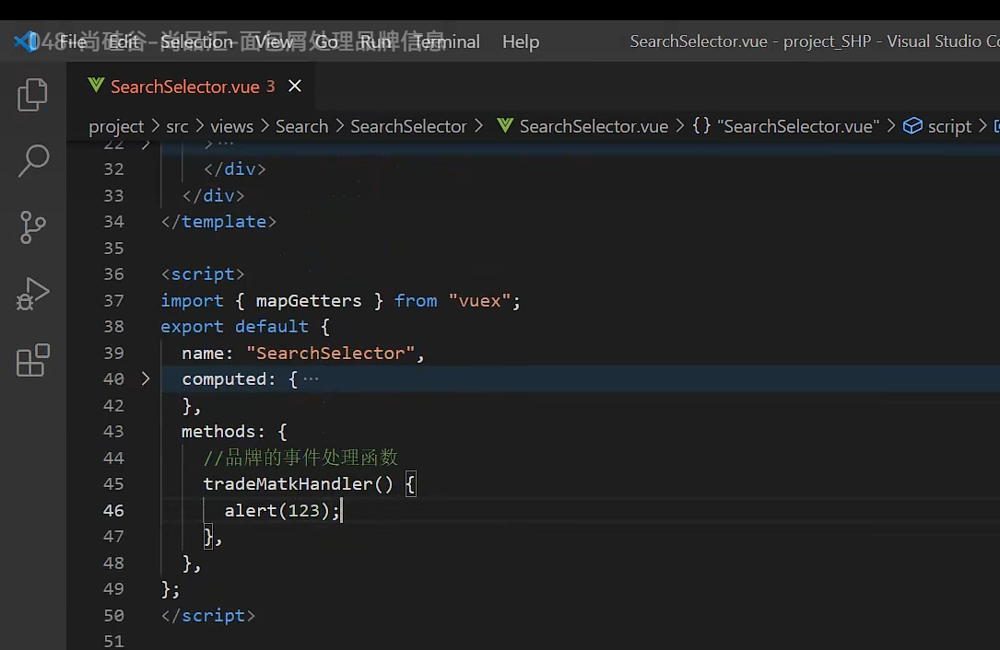 048-尚硅谷-尚品汇-面包屑处理品牌信息
File Edit Selection View Go Run Terminal Help SearchSelector.vue - project_SHP - Visual Studio Co
SearchSelector.vue 3
project > src > views > Search > SearchSelector > SearchSelector.vue > {} "SearchSelector.vue" > script >
22 > > ···
32 </div>
33 </div>
34 </template>
35
36 <script>
37 import { mapGetters } from "vuex";
38 export default {
39 name: "SearchSelector",
40 > computed: { ···
42 },
43 methods: {
44 //品牌的事件处理函数
45 tradeMatkHandler() {
46 alert(123);
47 },
48 },
49 };
50 </script>
51